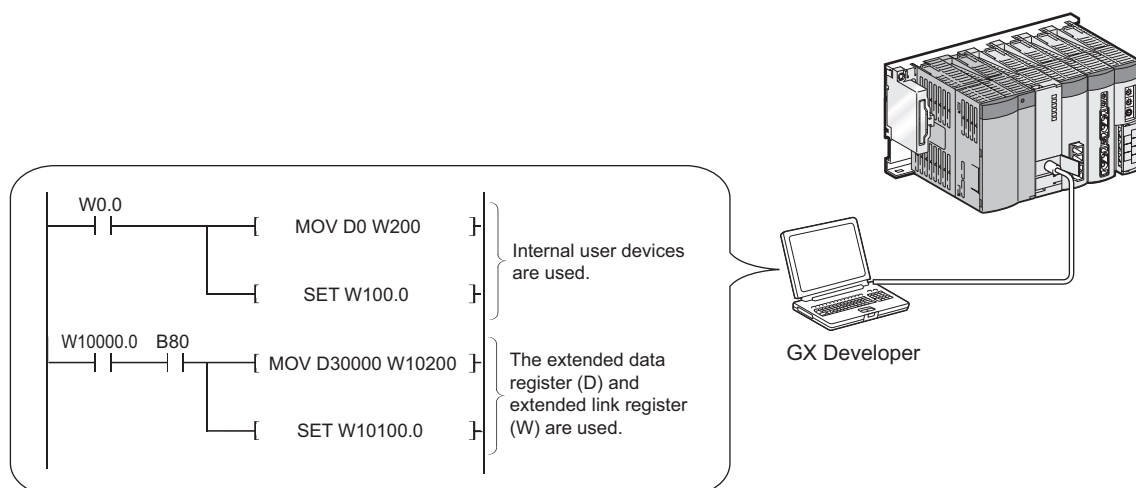 W0.0
MOV D0 W200
SET W100.0
Internal user devices
are used.
W10000.0 B80
MOV D30000 W10200
SET W10100.0
The extended data
register (D) and
extended link register
(W) are used.
GX Developer